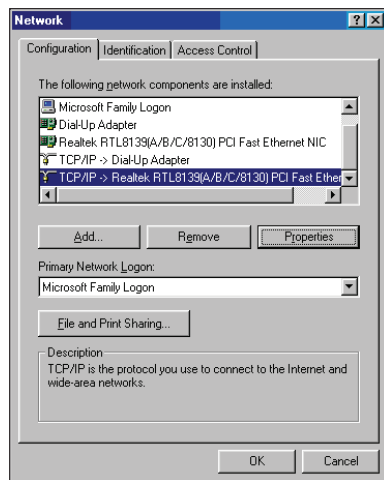 Network
Configuration Identification Access Control
The following network components are installed:
Microsoft Family Logon
Dial-Up Adapter
Realtek RTL8139(A/B/C/8130) PCI Fast Ethernet NIC
TCP/IP -> Dial-Up Adapter
TCP/IP -> Realtek RTL8139(A/B/C/8130) PCI Fast Ether
Add... Remove Properties
Primary Network Logon:
Microsoft Family Logon
File and Print Sharing...
Description
TCP/IP is the protocol you use to connect to the Internet and
wide-area networks.
OK Cancel